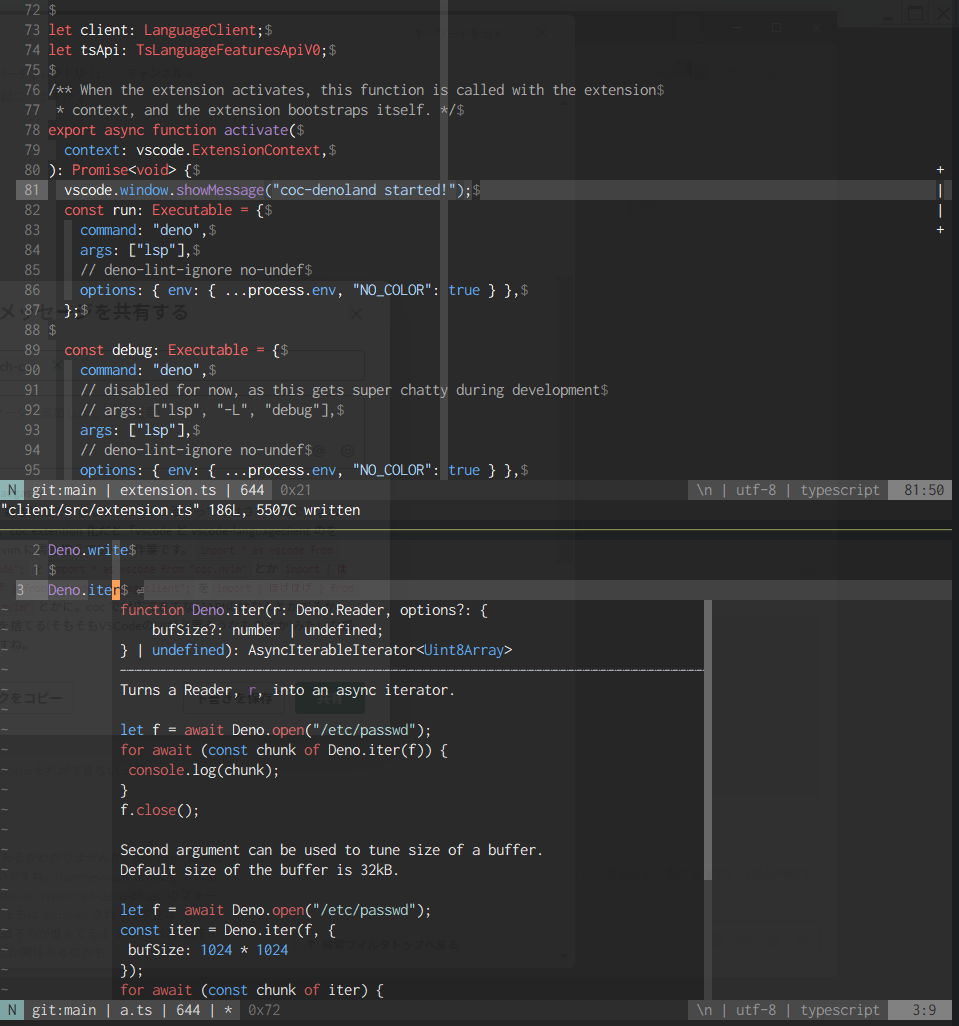 72 $
73 let client: LanguageClient;$
74 let tsApi: TsLanguageFeaturesApiV0;$
75 $
76 /** When the extension activates, this function is called with the extension$
77  * context, and the extension bootstraps itself. */$
78 export async function activate($
79   context: vscode.ExtensionContext,$
80 ): Promise<void> {$ +
81   vscode.window.showMessage("coc-denoland started!");$ |
82   const run: Executable = {$ |
83     command: "deno",$ +
84     args: ["lsp"],$
85     // deno-lint-ignore no-undef$
86     options: { env: { ...process.env, "NO_COLOR": true } },$
87   };$
88 $
89   const debug: Executable = {$
90     command: "deno",$
91     // disabled for now, as this gets super chatty during development$
92     // args: ["lsp", "-L", "debug"],$
93     args: ["lsp"],$
94     // deno-lint-ignore no-undef$
95     options: { env: { ...process.env, "NO_COLOR": true } },$
N git:main | extension.ts | 644 0x21 \n | utf-8 | typescript 81:50
"client/src/extension.ts" 186L, 5507C written
2 Deno.write$
1 $
3 Deno.iter$ ⏎
~ function Deno.iter(r: Deno.Reader, options?: {
~     bufSize?: number | undefined;
~ } | undefined): AsyncIterableIterator<Uint8Array>
~
~ Turns a Reader, r, into an async iterator.
~
~ let f = await Deno.open("/etc/passwd");
~ for await (const chunk of Deno.iter(f)) {
~  console.log(chunk);
~ }
~ f.close();
~
~ Second argument can be used to tune size of a buffer.
~ Default size of the buffer is 32kB.
~
~ let f = await Deno.open("/etc/passwd");
~ const iter = Deno.iter(f, {
~  bufSize: 1024 * 1024
~ });
~ for await (const chunk of iter) {
N git:main | a.ts | 644 | * 0x72 \n | utf-8 | typescript 3:9